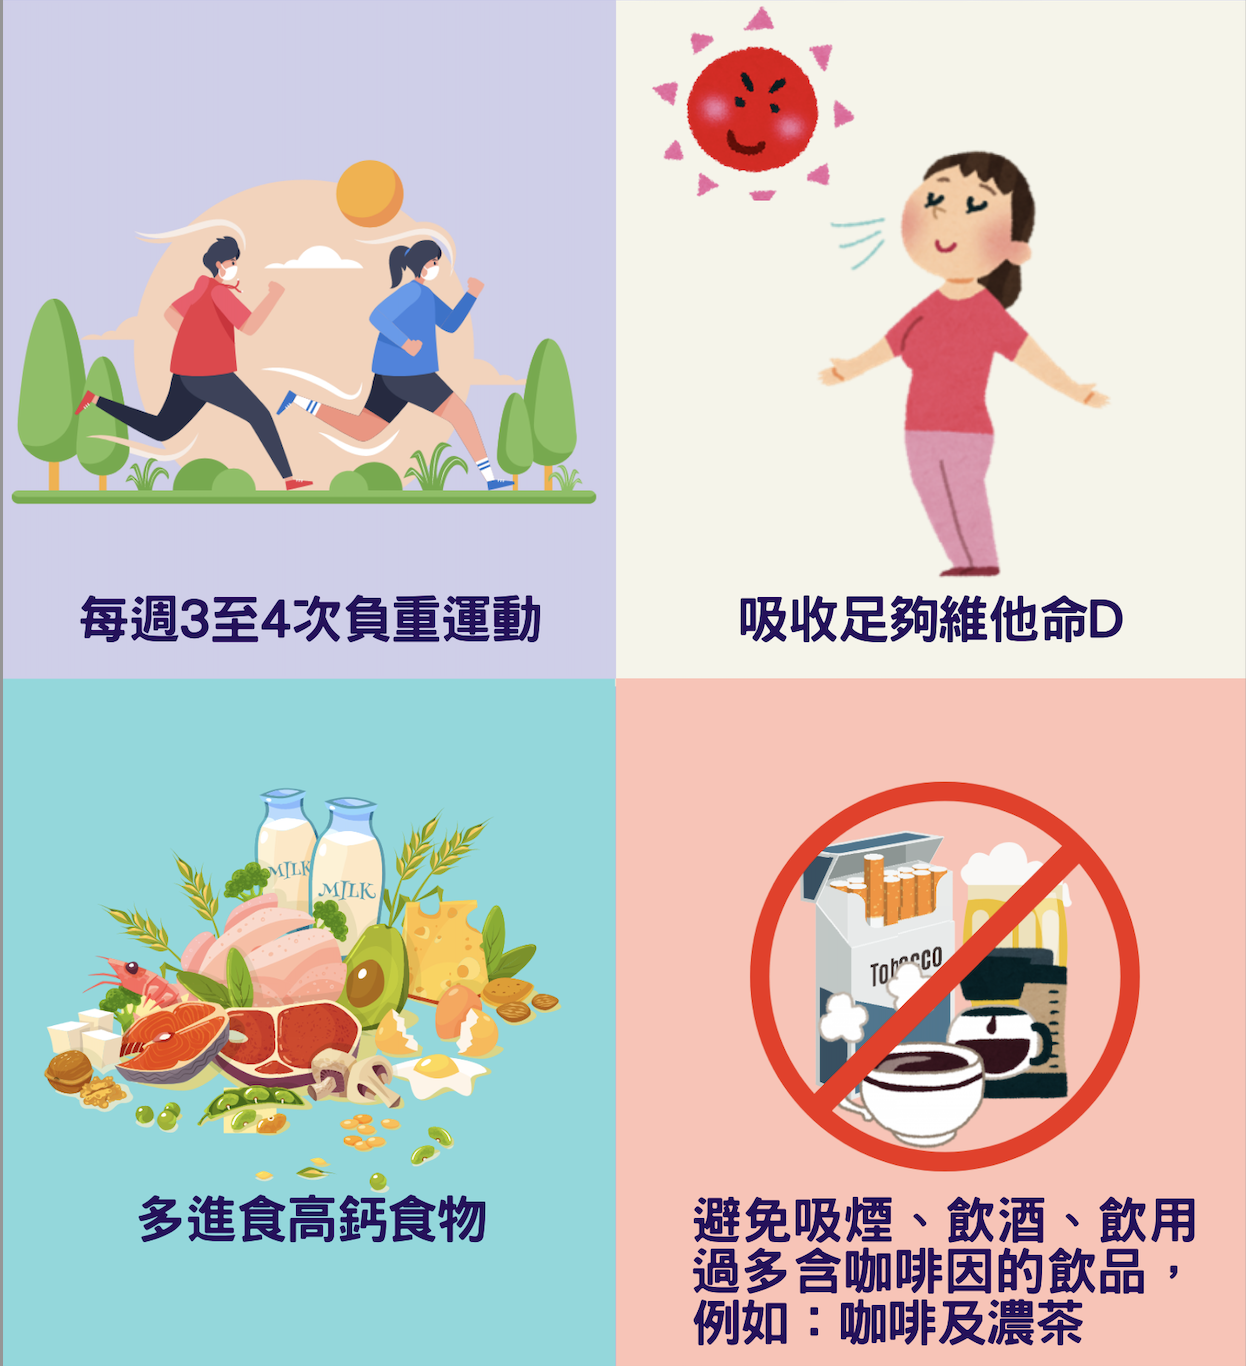 每週3至4次負重運動
吸收足夠維他命D
MILK
MILK
多進食高鈣食物
Tobacco
避免吸煙、飲酒、飲用
過多含咖啡因的飲品，
例如：咖啡及濃茶